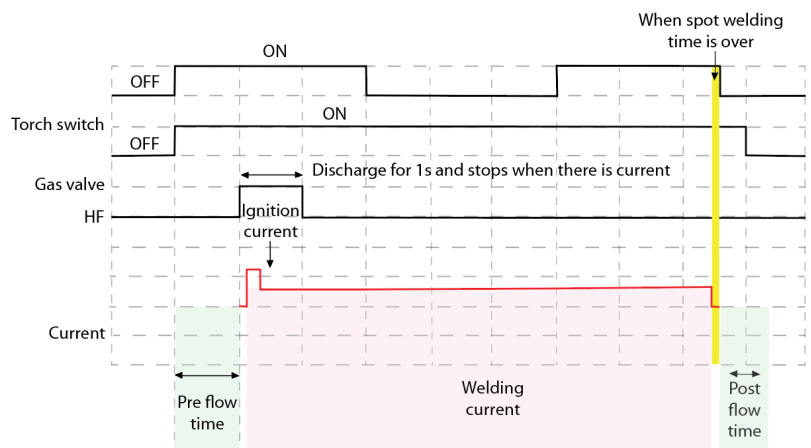 When spot welding
time is over
ON
OFF
Torch switch
ON
OFF
Gas valve
Discharge for 1s and stops when there is current
HF
Ignition
current
Current
Pre flow
time
Welding
current
Post
flow
time